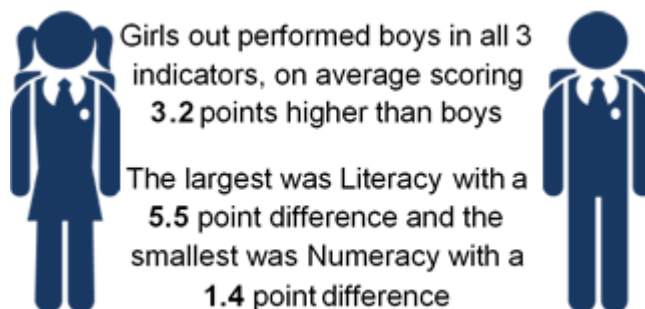 Girls out performed boys in all 3
indicators, on average scoring
3.2 points higher than boys
The largest was Literacy with a
5.5 point difference and the
smallest was Numeracy with a
1.4 point difference